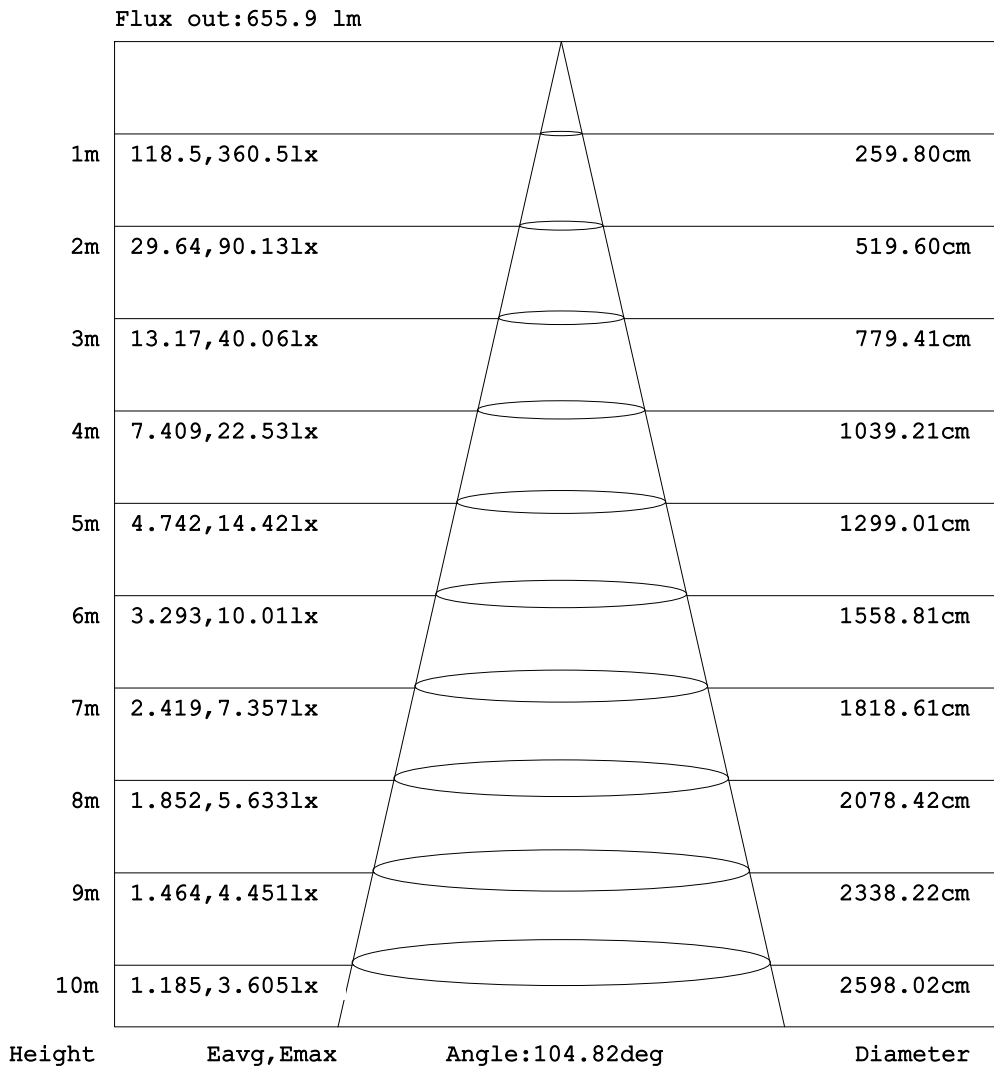 Flux out:655.9 lm
1m 118.5,360.5lx 259.80cm
2m 29.64,90.13lx 519.60cm
3m 13.17,40.06lx 779.41cm
4m 7.409,22.53lx 1039.21cm
5m 4.742,14.42lx 1299.01cm
6m 3.293,10.01lx 1558.81cm
7m 2.419,7.357lx 1818.61cm
8m 1.852,5.633lx 2078.42cm
9m 1.464,4.451lx 2338.22cm
10m 1.185,3.605lx 2598.02cm
Height Eavg,Emax Angle:104.82deg Diameter